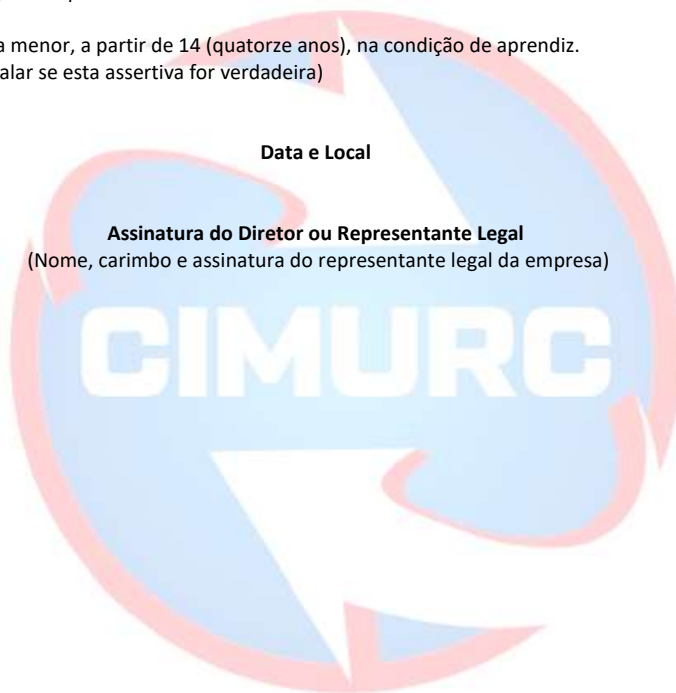 a menor, a partir de 14 (quatorze anos), na condição de aprendiz.
alar se esta assertiva for verdadeira)
Data e Local
Assinatura do Diretor ou Representante Legal
(Nome, carimbo e assinatura do representante legal da empresa)
CIMURC